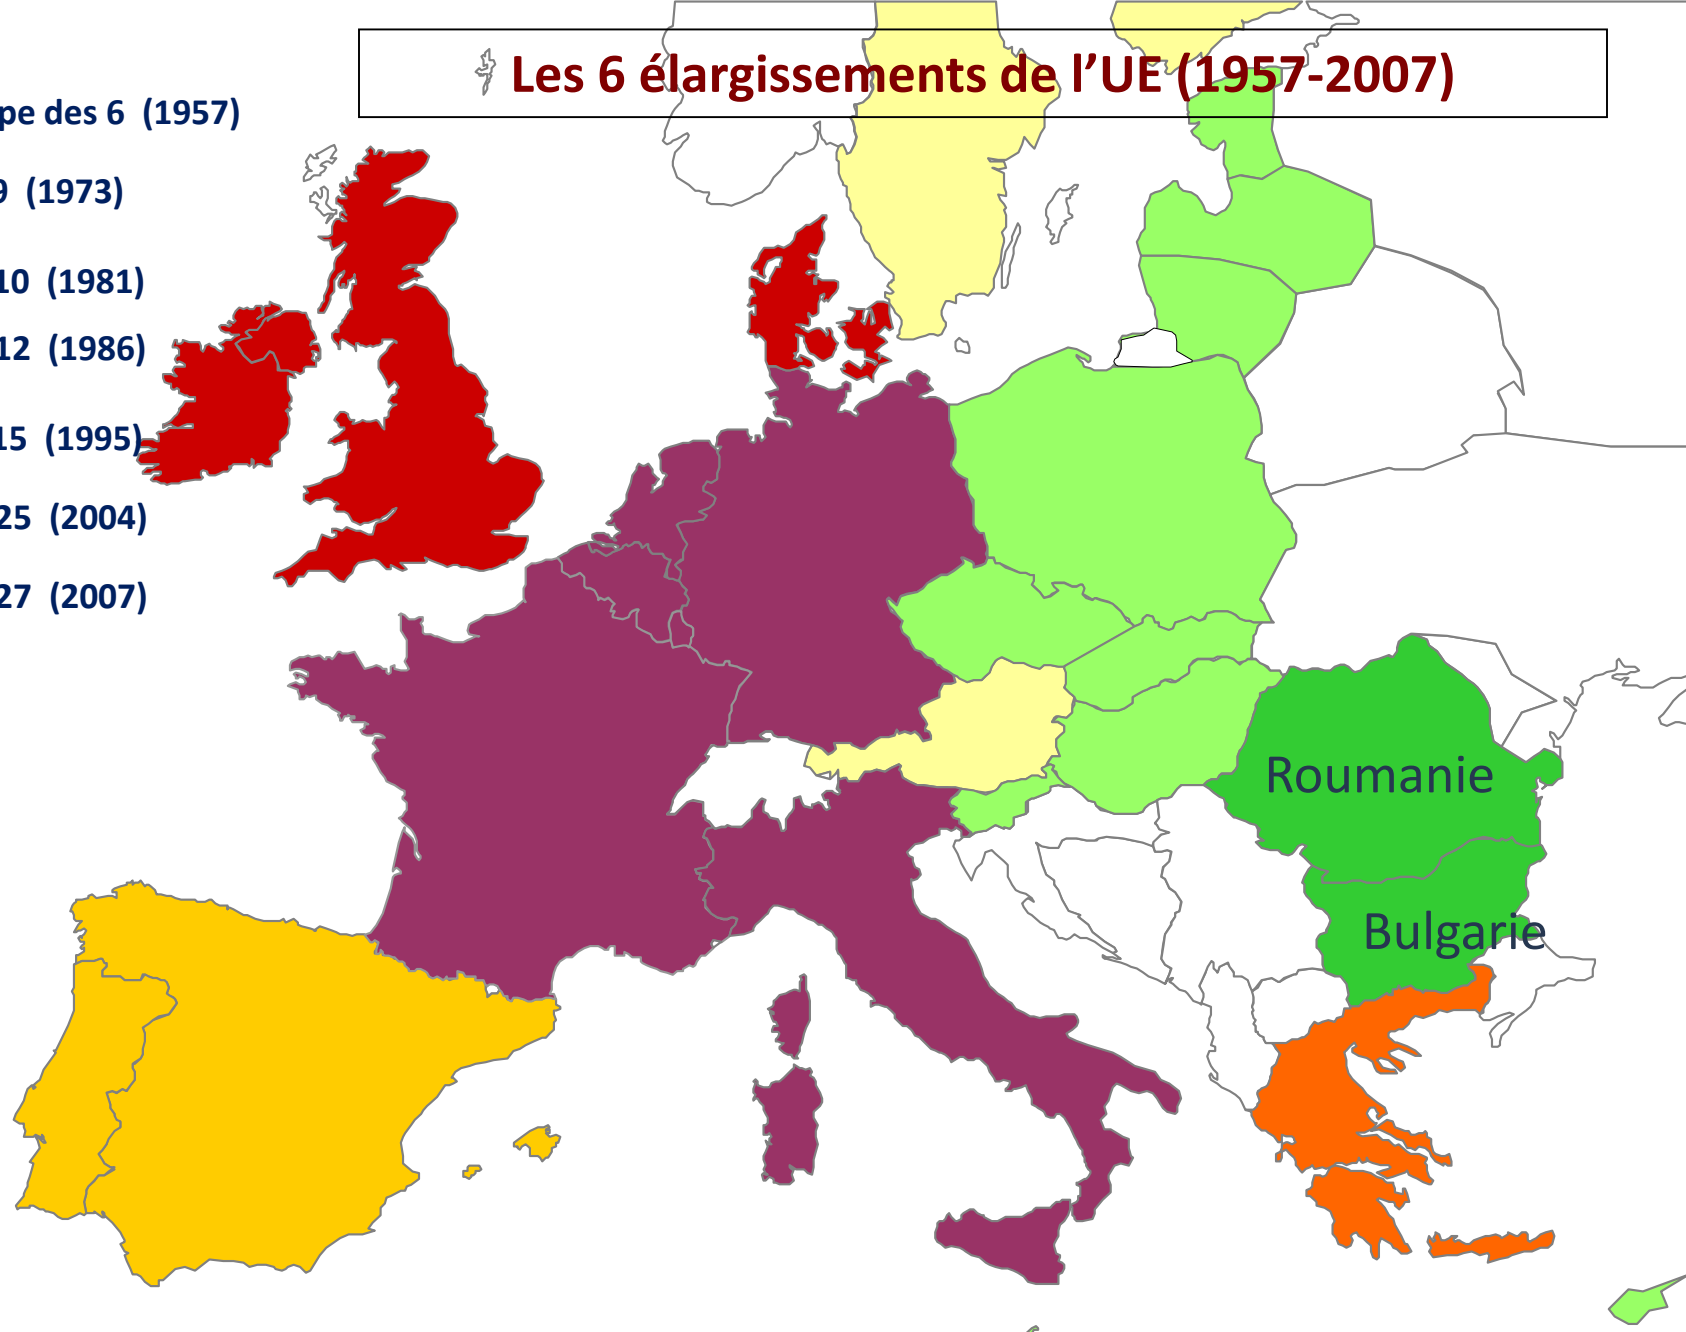 Les 6 élargissements de l’UE (1957-2007)
pe des 6 (1957)
9 (1973)
10 (1981)
12 (1986)
15 (1995)
25 (2004)
27 (2007)
Roumanie
Bulgarie